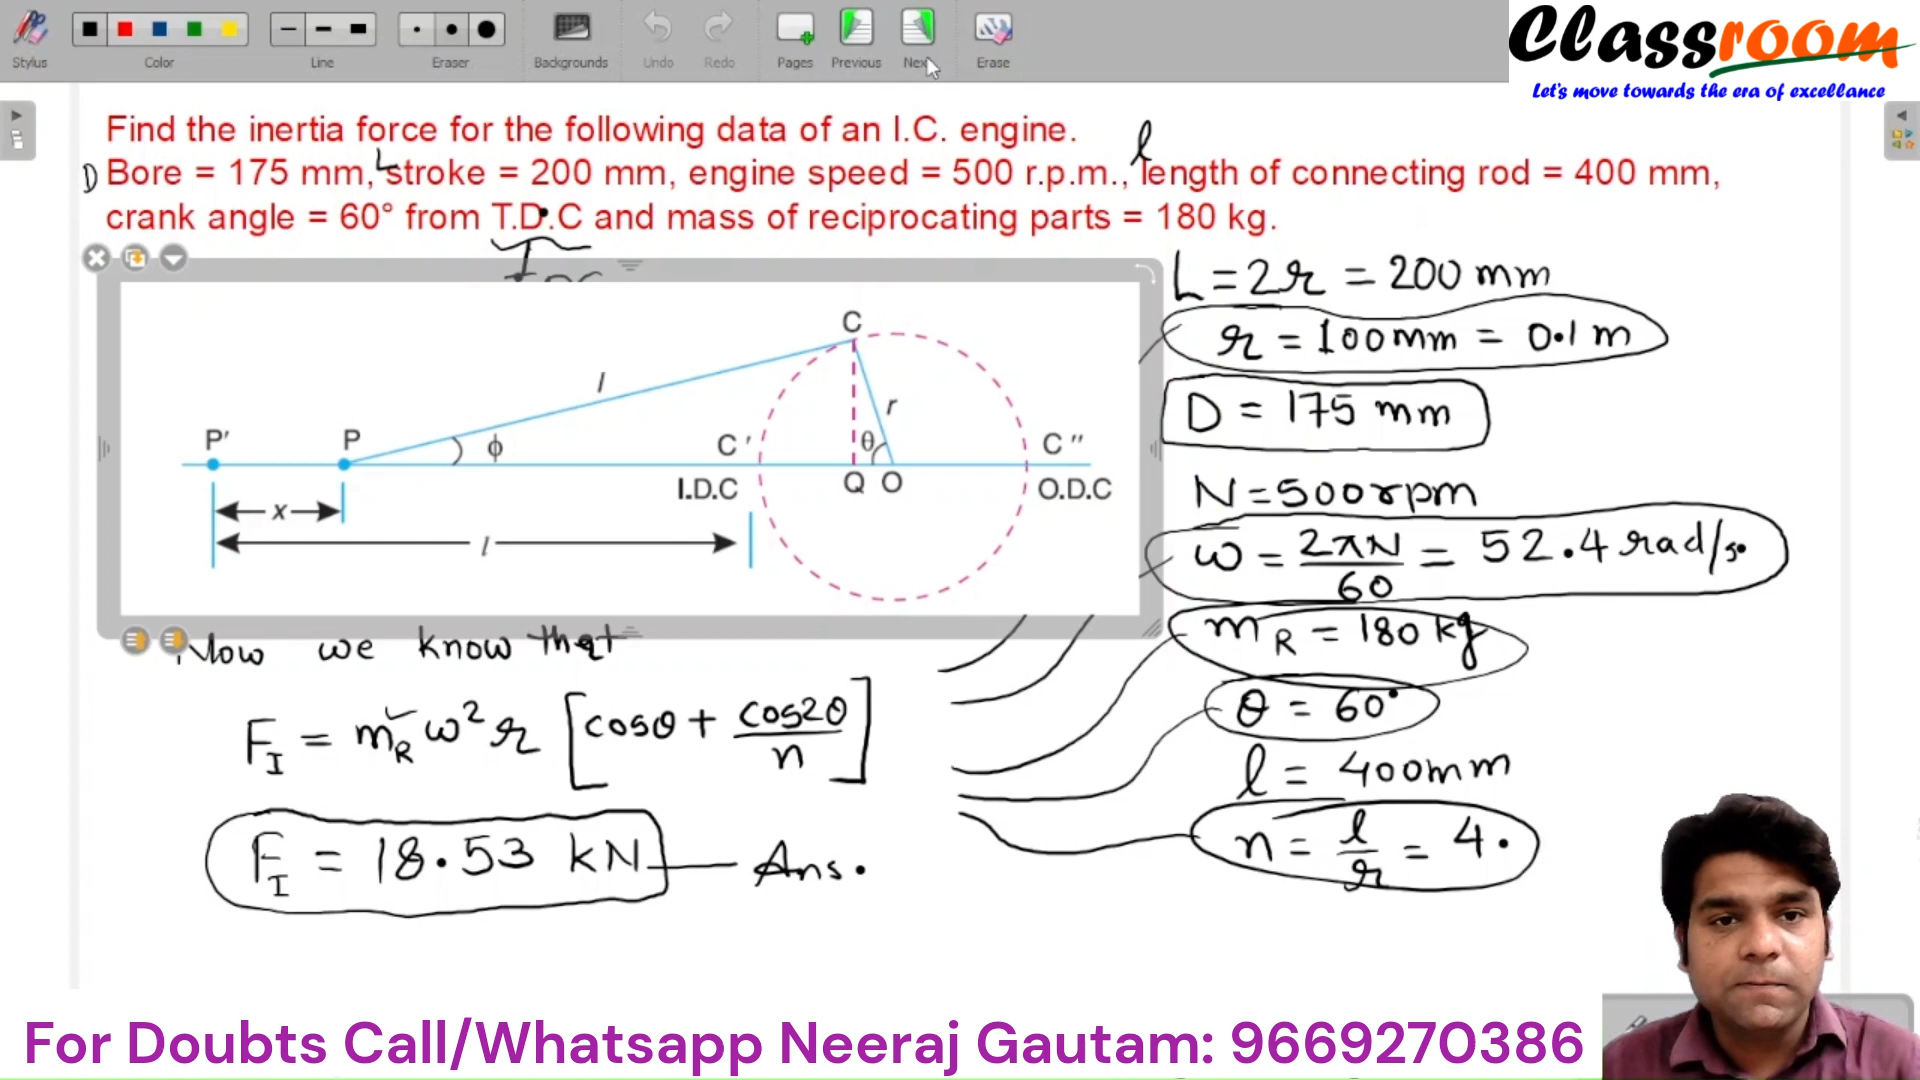 Stylus
Color
Line
Eraser
Backgrounds
Undo
Redo
Pages
Previous
Next
Erase
Classroom
Let's move towards the era of excellance
Find the inertia force for the following data of an I.C. engine.
D Bore = 175 mm, L stroke = 200 mm, engine speed = 500 r.p.m., l length of connecting rod = 400 mm,
crank angle = 60° from T.D.C and mass of reciprocating parts = 180 kg.
C
l
r
P'
P
ϕ
C'
θ
C''
I.D.C
Q
O
O.D.C
x
l
L = 2r = 200 mm
r = 100mm = 0.1 m
D = 175 mm
N = 500 rpm
ω = 2πN/60 = 52.4 rad/s.
m_R = 180 kg
θ = 60°
l = 400mm
n = l/r = 4.
Now we know that
F_I = m_R ω² r [cosθ + cos2θ/n]
F_I = 18.53 kN — Ans.
For Doubts Call/Whatsapp Neeraj Gautam: 9669270386